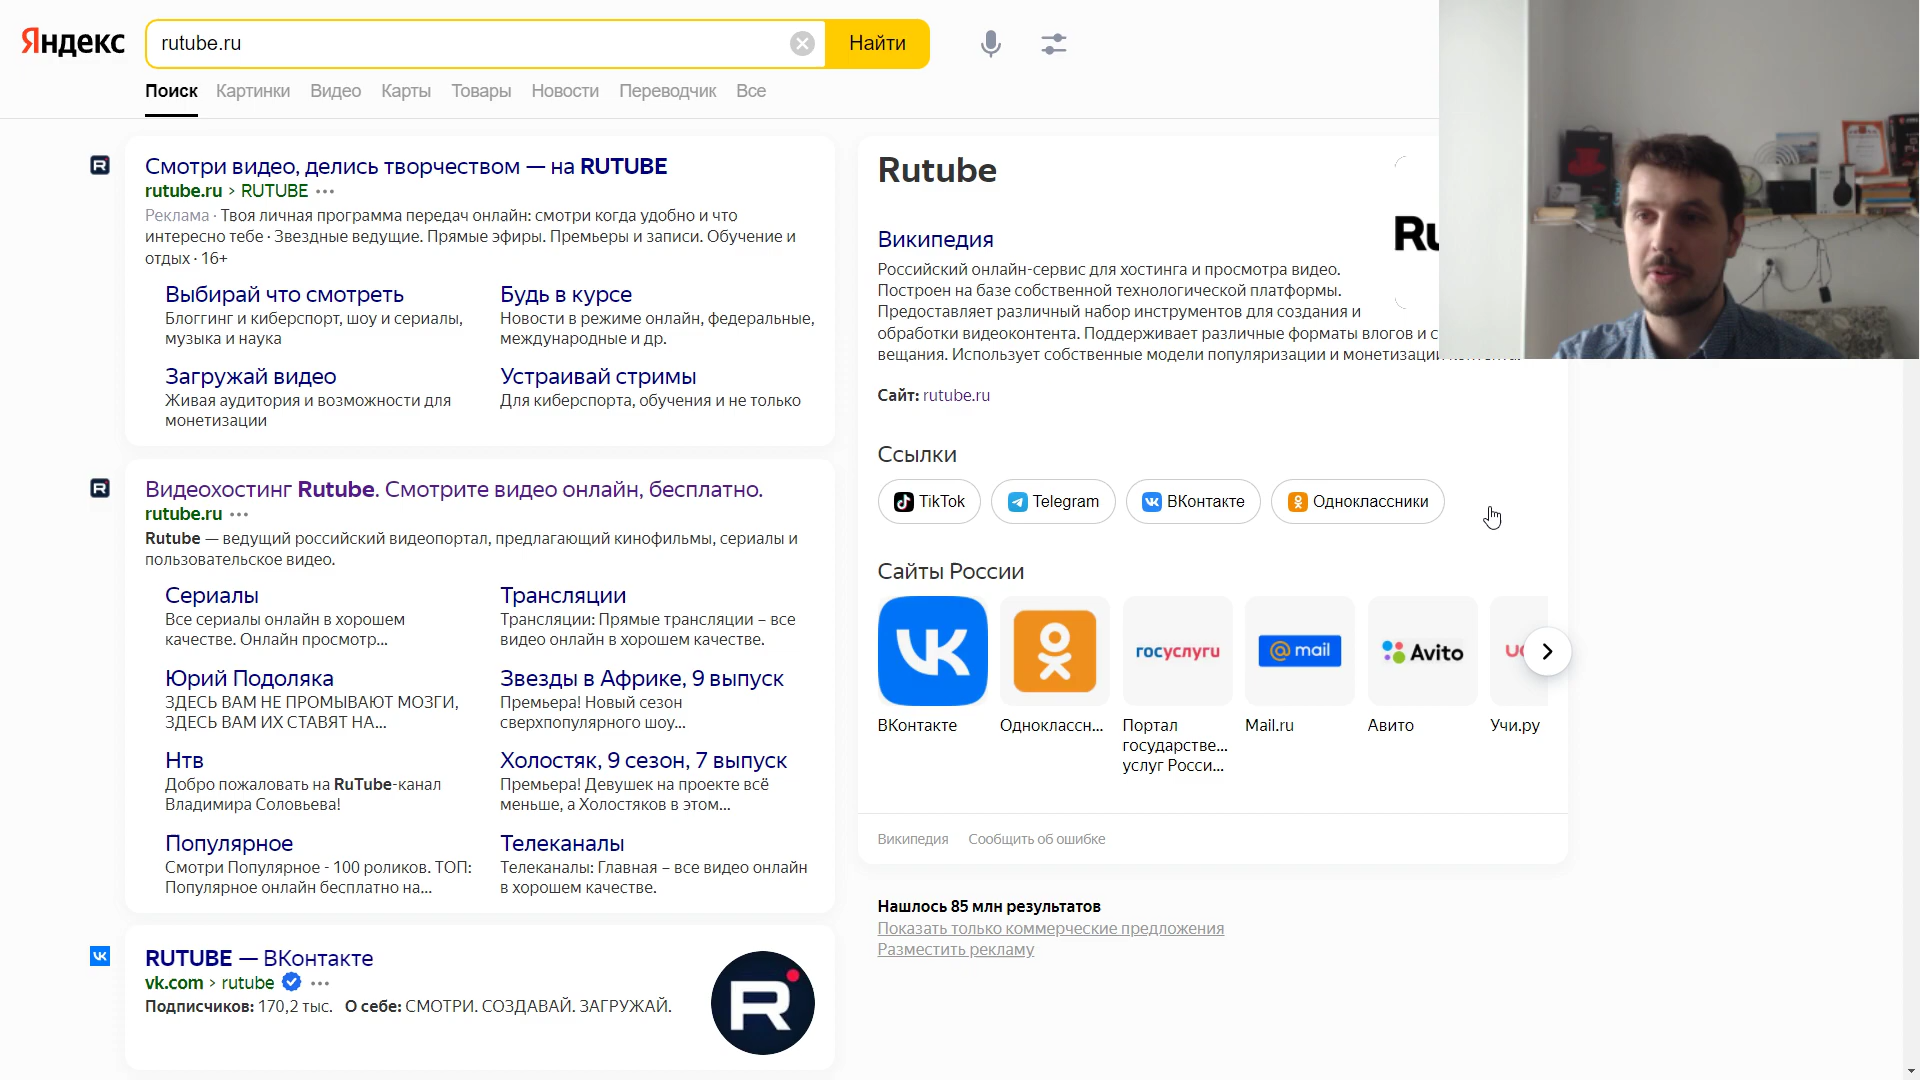 Яндекс
rutube.ru
Найти
Поиск Картинки Видео Карты Товары Новости Переводчик Все
Смотри видео, делись творчеством — на RUTUBE
rutube.ru › RUTUBE
Реклама · Твоя личная программа передач онлайн: смотри когда удобно и что
интересно тебе · Звездные ведущие. Прямые эфиры. Премьеры и записи. Обучение и
отдых · 16+
Выбирай что смотреть
Блоггинг и киберспорт, шоу и сериалы,
музыка и наука
Будь в курсе
Новости в режиме онлайн, федеральные,
международные и др.
Загружай видео
Живая аудитория и возможности для
монетизации
Устраивай стримы
Для киберспорта, обучения и не только
Видеохостинг Rutube. Смотрите видео онлайн, бесплатно.
rutube.ru
Rutube — ведущий российский видеопортал, предлагающий кинофильмы, сериалы и
пользовательское видео.
Сериалы
Все сериалы онлайн в хорошем
качестве. Онлайн просмотр...
Трансляции
Трансляции: Прямые трансляции – все
видео онлайн в хорошем качестве.
Юрий Подоляка
ЗДЕСЬ ВАМ НЕ ПРОМЫВАЮТ МОЗГИ,
ЗДЕСЬ ВАМ ИХ СТАВЯТ НА...
Звезды в Африке, 9 выпуск
Премьера! Новый сезон
сверхпопулярного шоу...
Нтв
Добро пожаловать на RuTube-канал
Владимира Соловьева!
Холостяк, 9 сезон, 7 выпуск
Премьера! Девушек на проекте всё
меньше, а Холостяков в этом...
Популярное
Смотри Популярное - 100 роликов. ТОП:
Популярное онлайн бесплатно на...
Телеканалы
Телеканалы: Главная – все видео онлайн
в хорошем качестве.
RUTUBE — ВКонтакте
vk.com › rutube
Подписчиков: 170,2 тыс. О себе: СМОТРИ. СОЗДАВАЙ. ЗАГРУЖАЙ.
R
Rutube
Ru
Википедия
Российский онлайн-сервис для хостинга и просмотра видео.
Построен на базе собственной технологической платформы.
Предоставляет различный набор инструментов для создания и
обработки видеоконтента. Поддерживает различные форматы влогов и с
вещания. Использует собственные модели популяризации и монетизации
Сайт: rutube.ru
Ссылки
TikTok
Telegram
ВКонтакте
Одноклассники
Сайты России
госуслуги
@mail
Avito
ВКонтакте
Одноклассн...
Портал
государстве...
услуг Росси...
Mail.ru
Авито
Учи.ру
Википедия Сообщить об ошибке
Нашлось 85 млн результатов
Показать только коммерческие предложения
Разместить рекламу